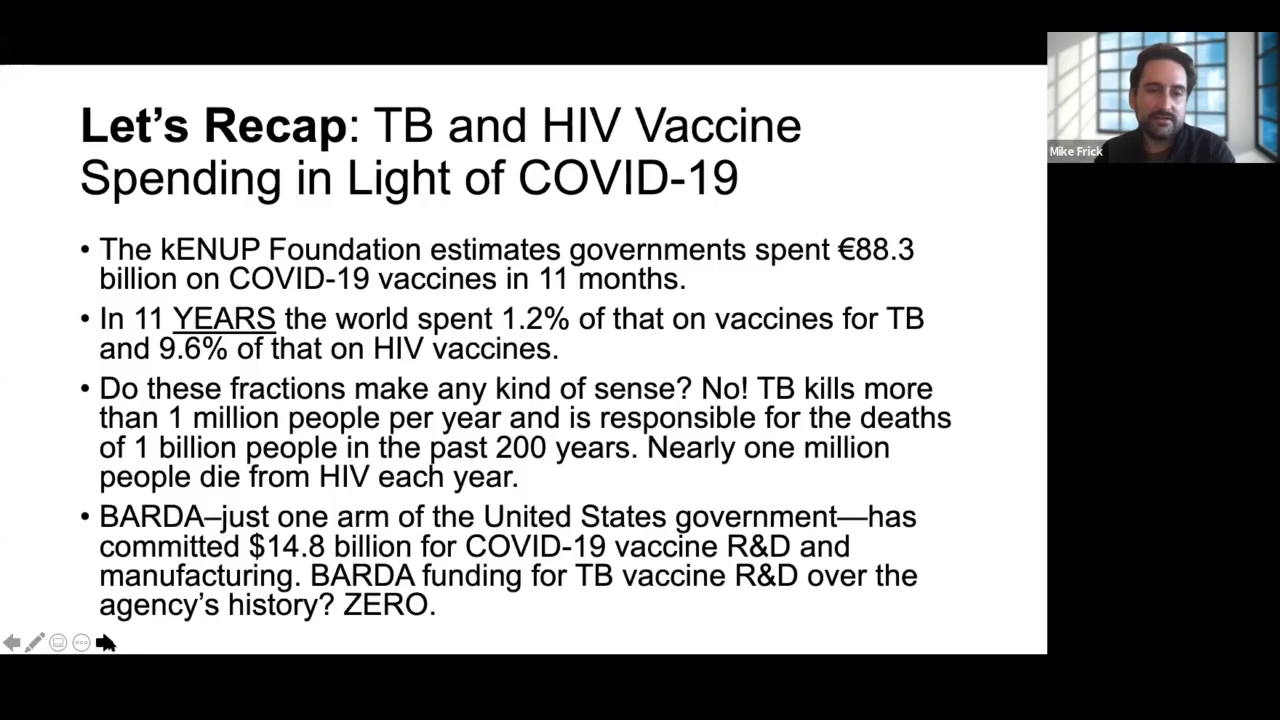 Let’s Recap: TB and HIV Vaccine
Spending in Light of COVID-19
• The kENUP Foundation estimates governments spent €88.3
billion on COVID-19 vaccines in 11 months.
• In 11 YEARS the world spent 1.2% of that on vaccines for TB
and 9.6% of that on HIV vaccines.
• Do these fractions make any kind of sense? No! TB kills more
than 1 million people per year and is responsible for the deaths
of 1 billion people in the past 200 years. Nearly one million
people die from HIV each year.
• BARDA–just one arm of the United States government—has
committed $14.8 billion for COVID-19 vaccine R&D and
manufacturing. BARDA funding for TB vaccine R&D over the
agency’s history? ZERO.
Mike Frick